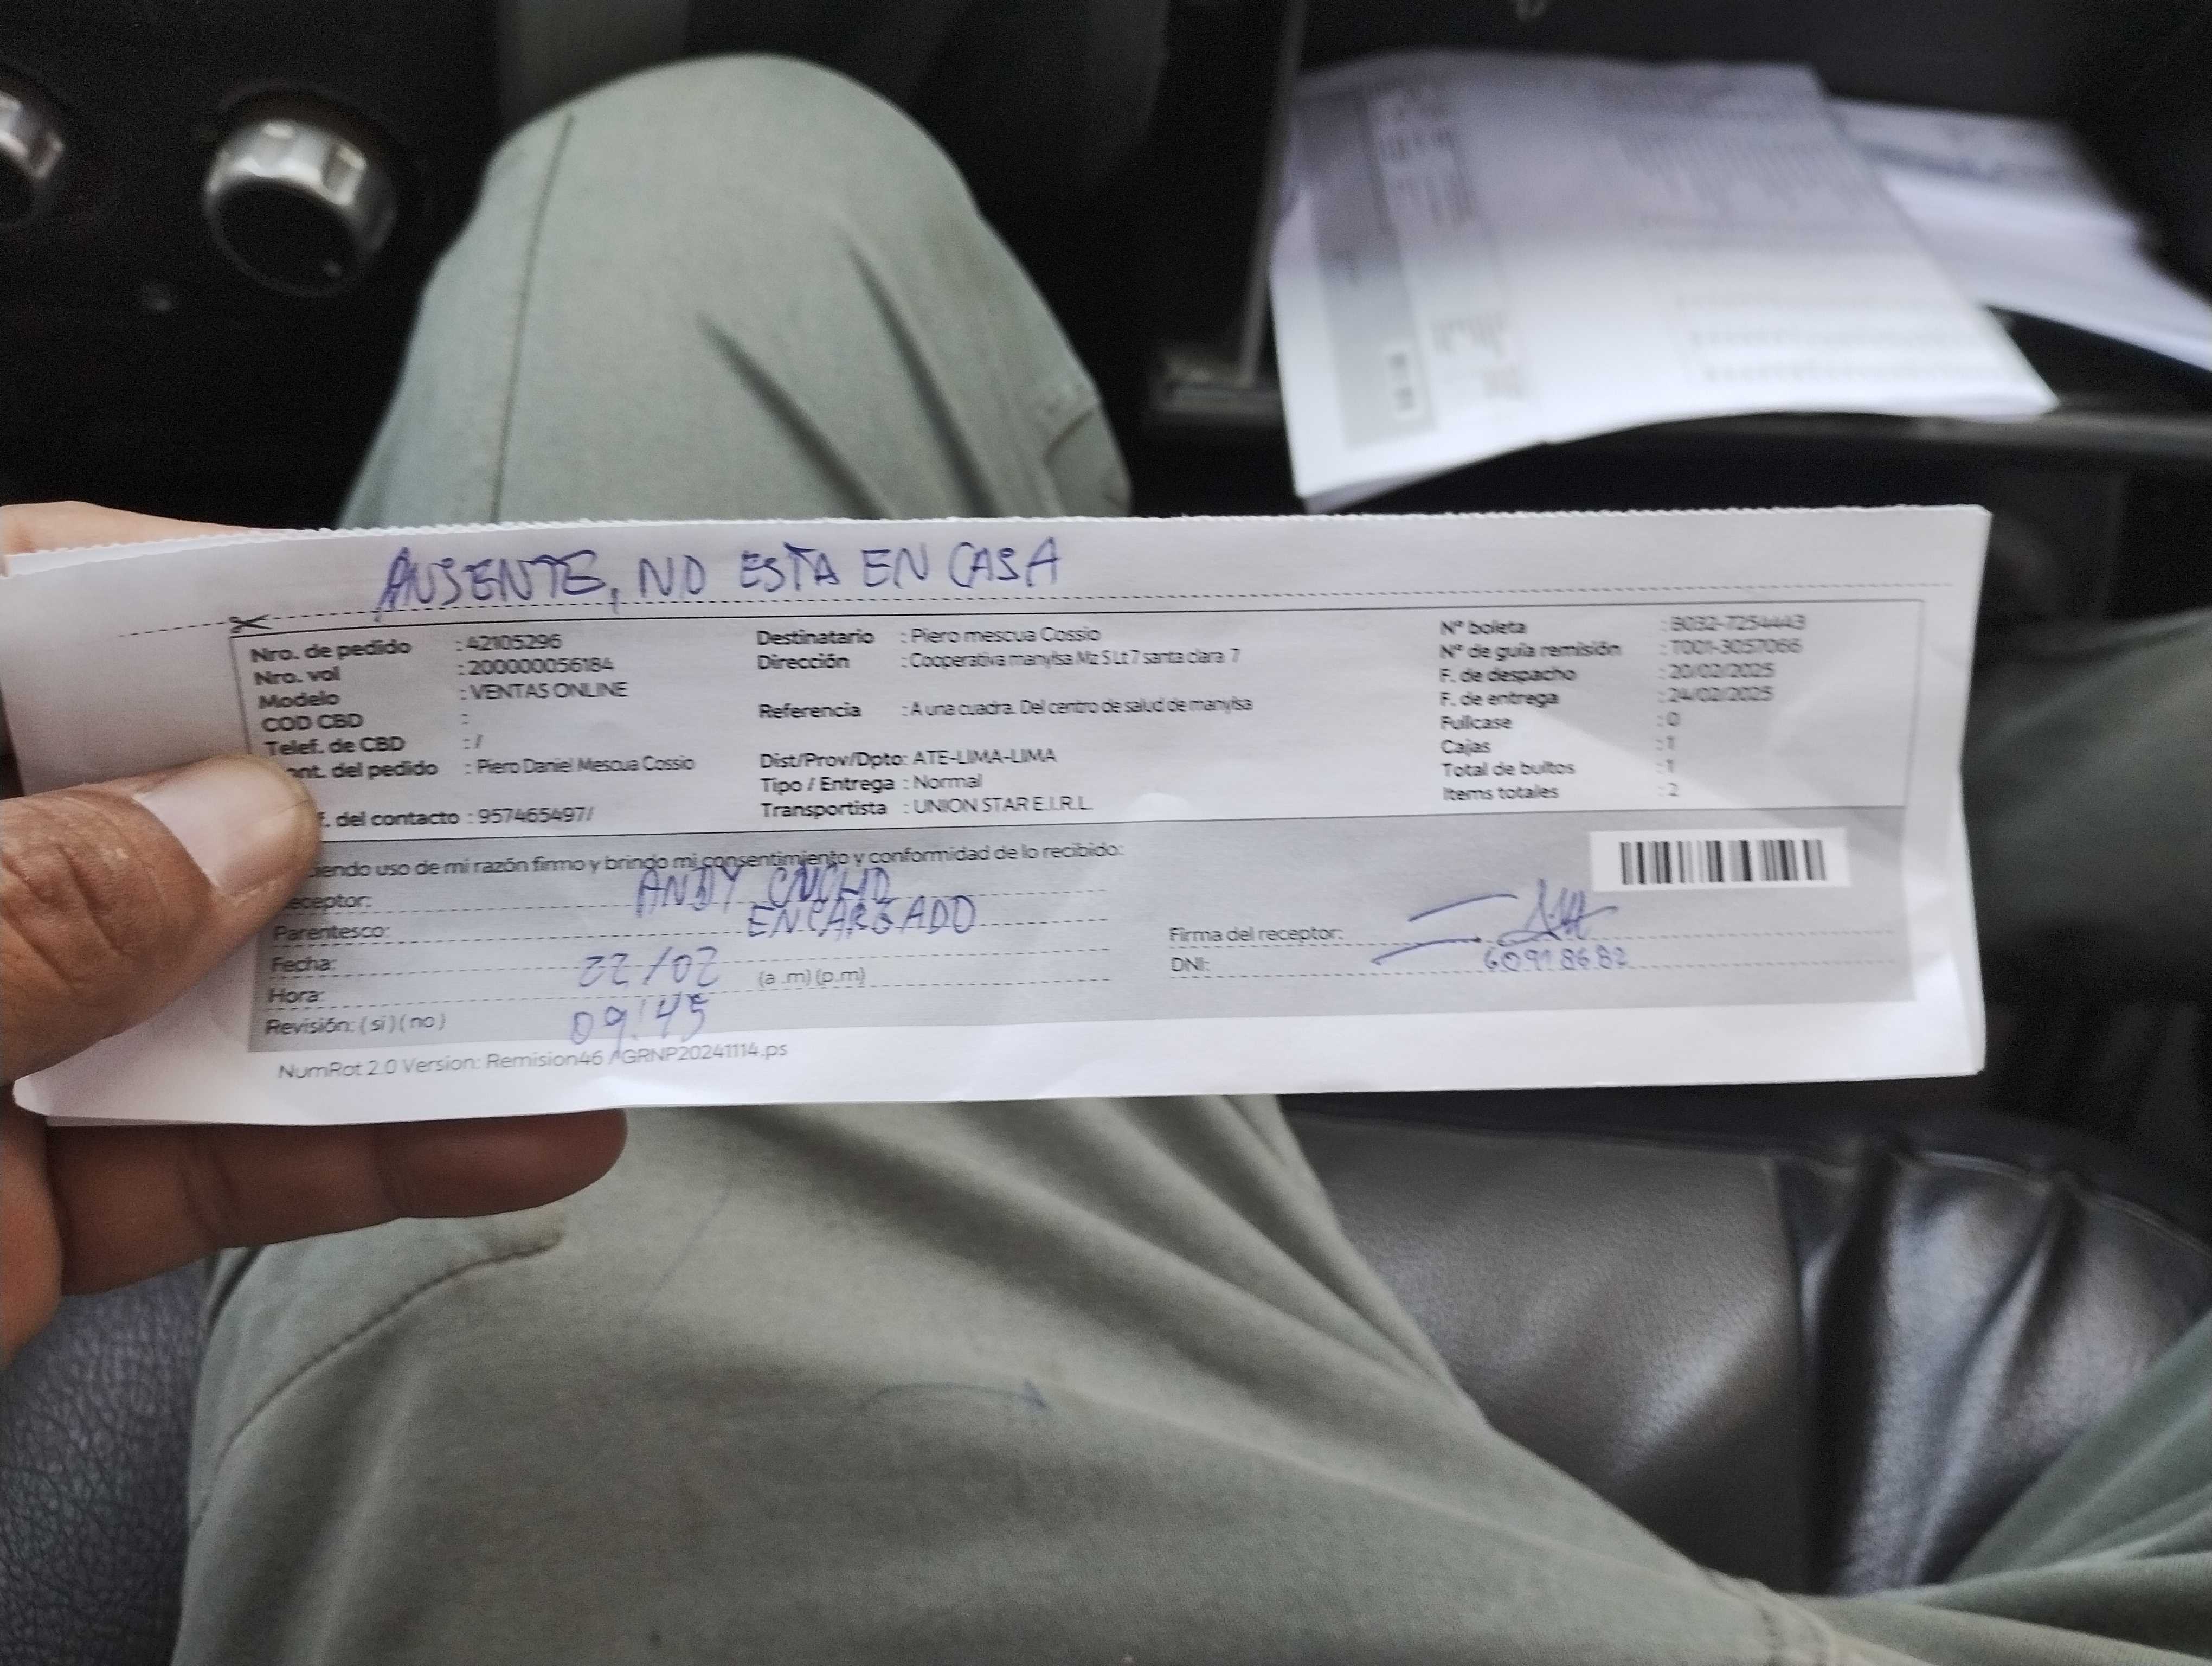 AUSENTE, NO ESTA EN CASA
Nro. de pedido : 42105296
Nro. vol : 200000056184
Modelo : VENTAS ONLINE
COD CBD :
Telef. de CBD : /
ont. del pedido : Piero Daniel Mescua Cossio
f. del contacto : 957465497/
Destinatario : Piero mescua Cossio
Dirección : Cooperativa manylsa Mz S Lt 7 santa clara 7
Referencia : A una cuadra. Del centro de salud de manylsa
Dist/Prov/Dpto: ATE-LIMA-LIMA
Tipo / Entrega : Normal
Transportista : UNION STAR E.I.R.L.
N° boleta : B032-7254443
N° de guía remisión : T001-3057066
F. de despacho : 20/02/2025
F. de entrega : 24/02/2025
Fullcase : 0
Cajas : 1
Total de bultos : 1
Items totales : 2
iendo uso de mi razón firmo y brindo mi consentimiento y conformidad de lo recibido:
eceptor: ANDY
Parentesco: ENCARGADO
Fecha: 22/02 (a .m) (p.m)
Hora: 09:45
Revisión: ( si ) ( no )
Firma del receptor:
DNI: 60918682
NumRot 2.0 Version: Remision46 / GRNP20241114.ps